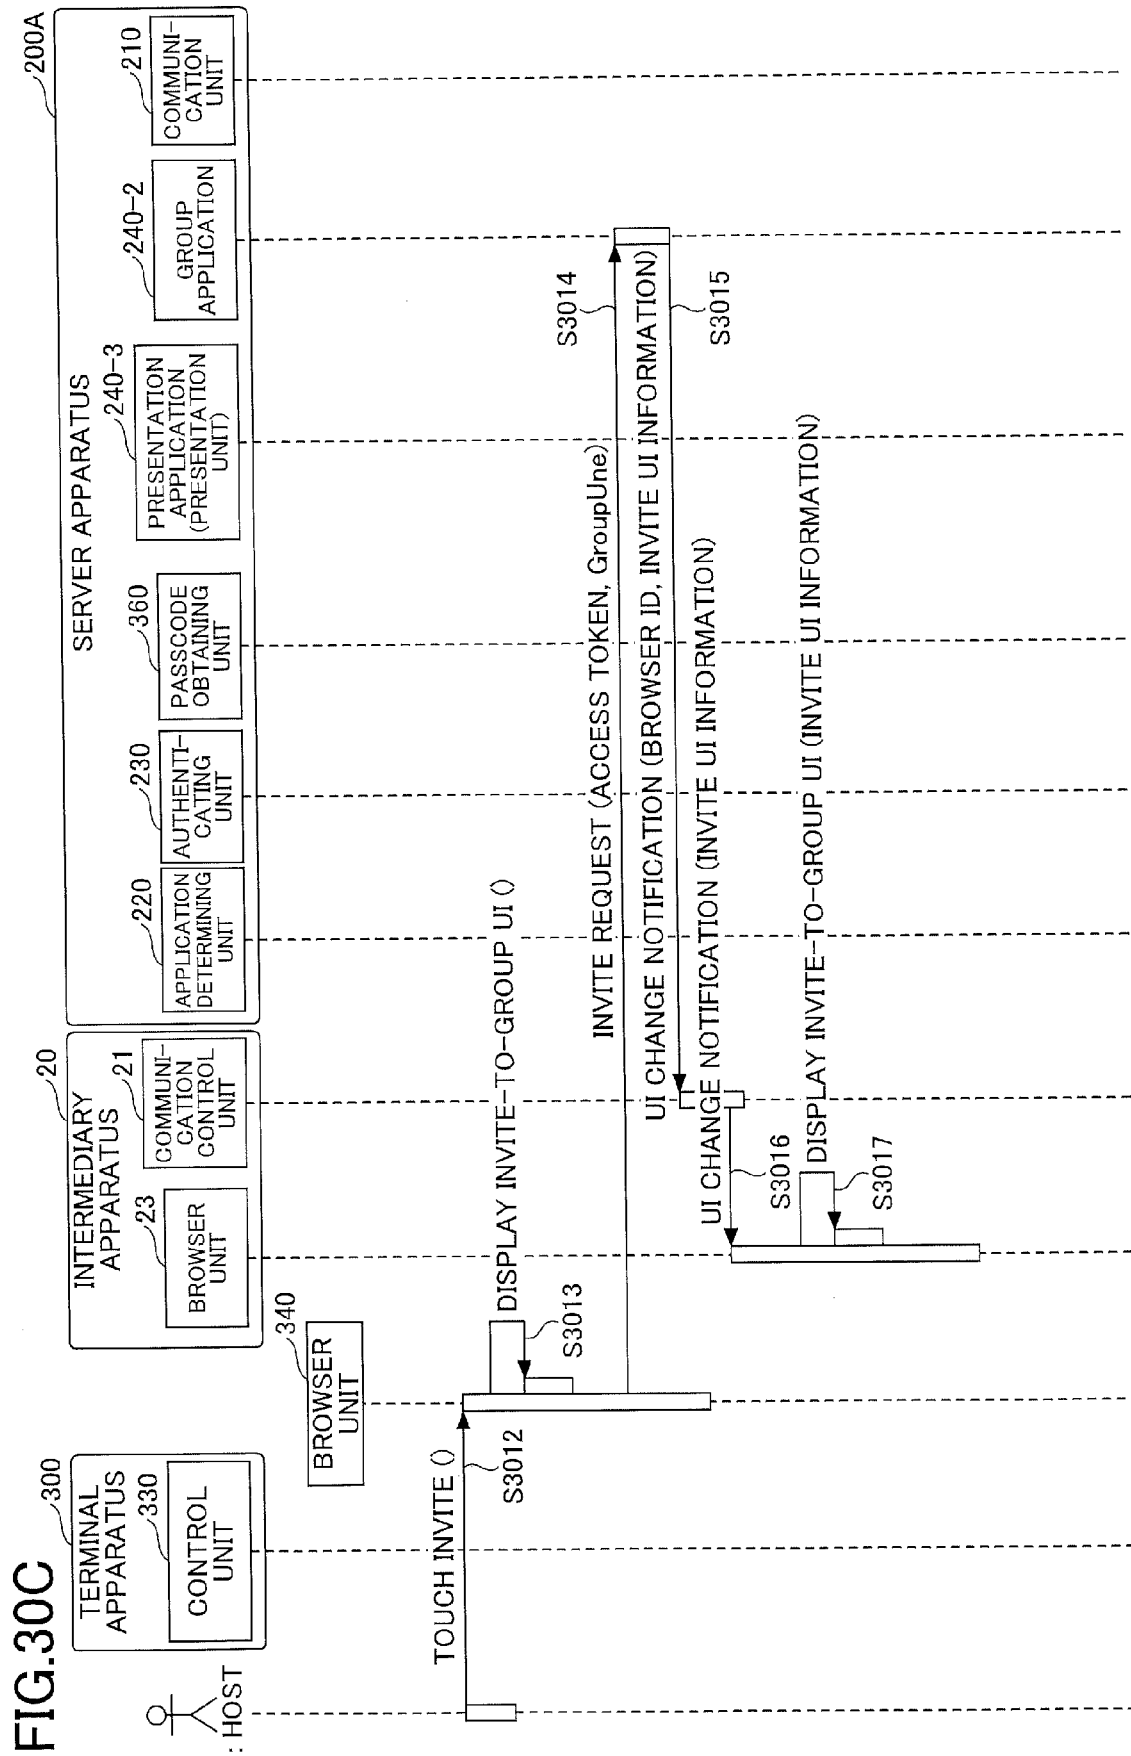 FIG.30C
: HOST
300
TERMINAL
APPARATUS
330
CONTROL
UNIT
340
BROWSER
UNIT
20
INTERMEDIARY
APPARATUS
23
BROWSER
UNIT
21
COMMUNI-
CATION
CONTROL
UNIT
200A
SERVER APPARATUS
220
APPLICATION
DETERMINING
UNIT
230
AUTHENTI-
CATING
UNIT
360
PASSCODE
OBTAINING
UNIT
240-3
PRESENTATION
APPLICATION
(PRESENTATION
UNIT)
240-2
GROUP
APPLICATION
210
COMMUNI-
CATION
UNIT
TOUCH INVITE ()
S3012
DISPLAY INVITE-TO-GROUP UI ()
S3013
INVITE REQUEST (ACCESS TOKEN, GroupUne)
S3014
UI CHANGE NOTIFICATION (BROWSER ID, INVITE UI INFORMATION)
S3015
UI CHANGE NOTIFICATION (INVITE UI INFORMATION)
S3016
DISPLAY INVITE-TO-GROUP UI (INVITE UI INFORMATION)
S3017